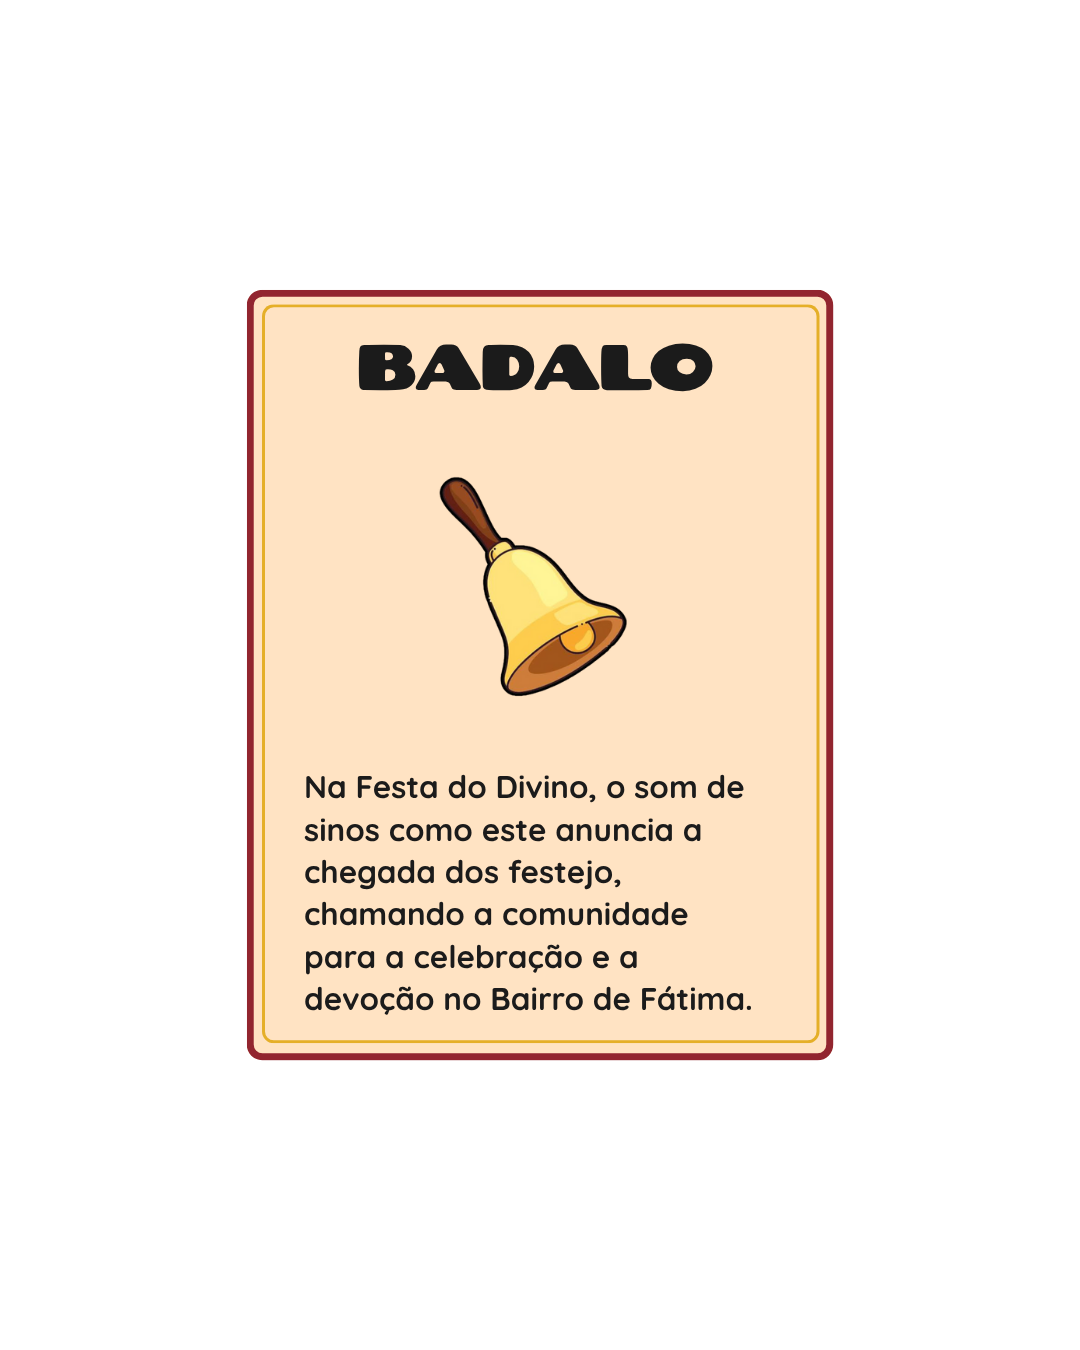 BADALO
Na Festa do Divino, o som de
sinos como este anuncia a
chegada dos festejo,
chamando a comunidade
para a celebração e a
devoção no Bairro de Fátima.